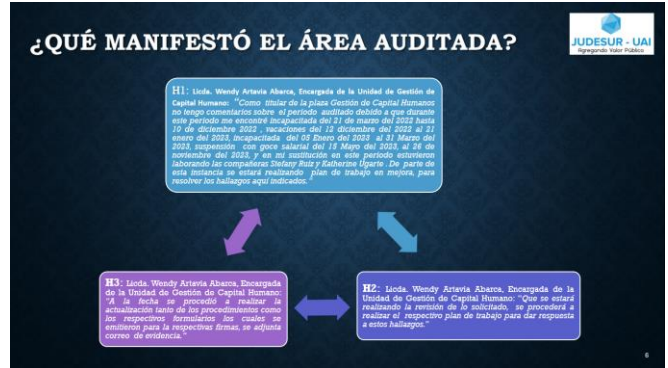 ¿QUÉ MANIFESTÓ EL ÁREA AUDITADA?
JUDESUR - UAI
Agregando Valor Público
H1: Licda. Wendy Artavia Abarca, Encargada de la Unidad de Gestión de
Capital Humano: "Como titular de la plaza Gestión de Capital Humanos
no tengo comentarios sobre el periodo auditado debido a que durante
este periodo me encontré incapacitada del 21 de marzo del 2022 hasta
10 de diciembre 2022 , vacaciones del 12 diciembre del 2022 al 21
enero del 2023, incapacitada del 05 Enero del 2023 al 31 Marzo del
2023, suspensión con goce salarial del 15 Mayo del 2023, al 26 de
noviembre del 2023, y en mi sustitución en este periodo estuvieron
laborando las compañeras Stefany Ruiz y Katherine Ugarte . De parte
de esta instancia se estará realizando plan de trabajo en mejora, para
resolver los hallazgos aquí indicados."
H3: Licda. Wendy Artavia Abarca, Encargada
de la Unidad de Gestión de Capital Humano:
"A la fecha se procedió a realizar la
actualización tanto de los procedimientos como
los respectivos formularios los cuales se
emitieron para la respectivas firmas, se adjunta
correo de evidencia."
H2: Licda. Wendy Artavia Abarca, Encargada de la
Unidad de Gestión de Capital Humano: "Que se estará
realizando la revisión de lo solicitado, se procederá a
realizar el respectivo plan de trabajo para dar respuesta
a estos hallazgos."
6